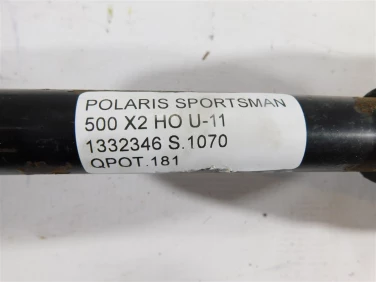 POLARIS SPORTSMAN
500 X2 HO U-11
1332346 S.1070
QPOT.181